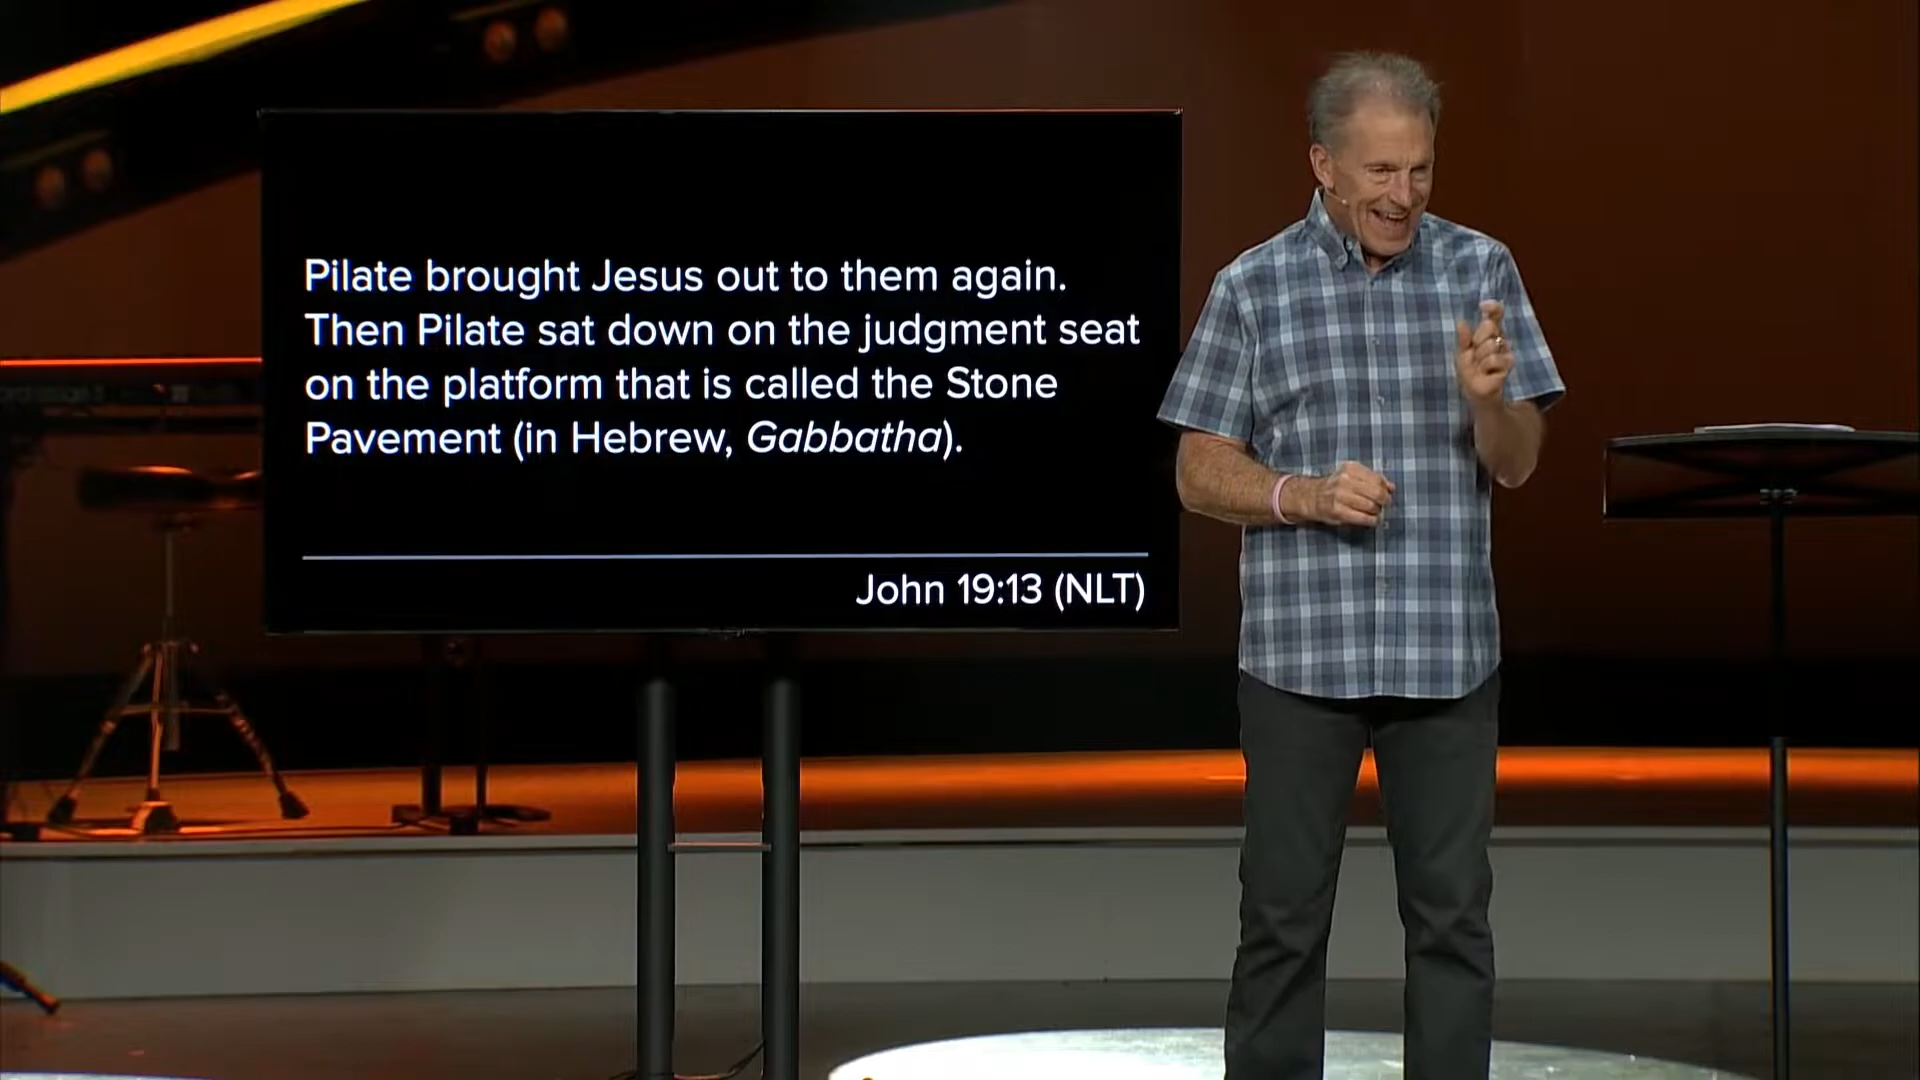 Pilate brought Jesus out to them again.
Then Pilate sat down on the judgment seat
on the platform that is called the Stone
Pavement (in Hebrew, Gabbatha).
John 19:13 (NLT)